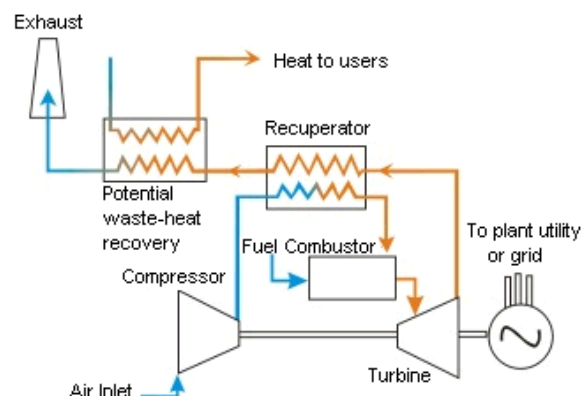 Exhaust
Heat to users
Recuperator
Potential
waste-heat
recovery
To plant utility
or grid
Fuel Combustor
Compressor
Turbine
Air Inlet